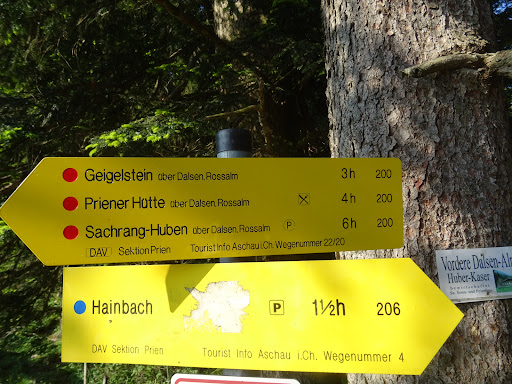 Geigelstein über Dalsen, Rossalm 3h 200
Priener Hütte über Dalsen, Rossalm 4h 200
Sachrang-Huben über Dalsen, Rossalm P 6h 200
DAV Sektion Prien Tourist Info Aschau i.Ch. Wegenummer 22/20
Vordere Dalsen-Alm
Huber-Kaser
Hainbach P 1½h 206
DAV Sektion Prien Tourist Info Aschau i.Ch. Wegenummer 4